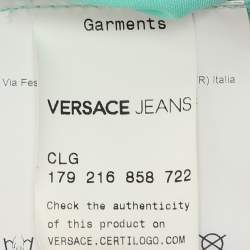 Garments
Via Fes R) Italia
VERSACE JEANS
CLG
179 216 858 722
Check the authenticity
of this product on
VERSACE.CERTILOGO.COM